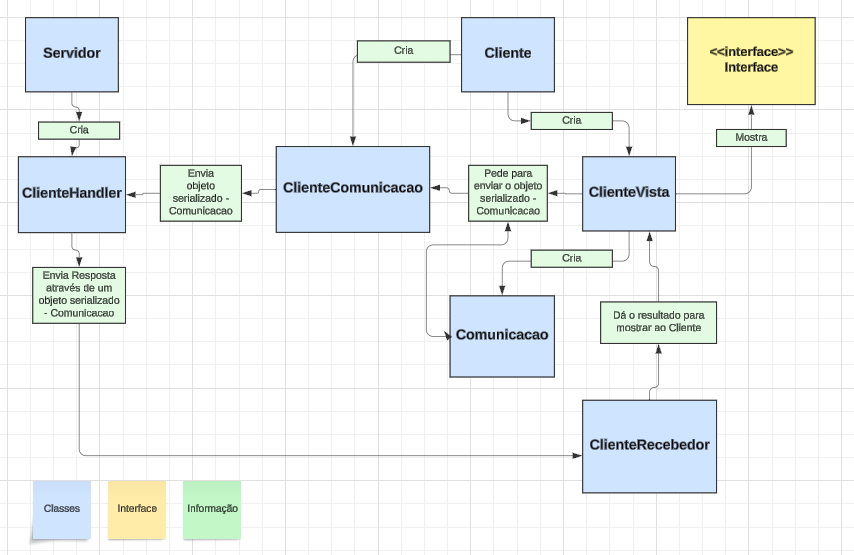 Servidor
Cria
Cliente
<<interface>>
Interface
Cria
Cria
Mostra
ClienteHandler
Envia
objeto
serializado -
Comunicacao
ClienteComunicacao
Pede para
enviar o objeto
serializado -
Comunicacao
ClienteVista
Cria
Envia Resposta
através de um
objeto serializado
- Comunicacao
Comunicacao
Dá o resultado para
mostrar ao Cliente
ClienteRecebedor
Classes
Interface
Informação